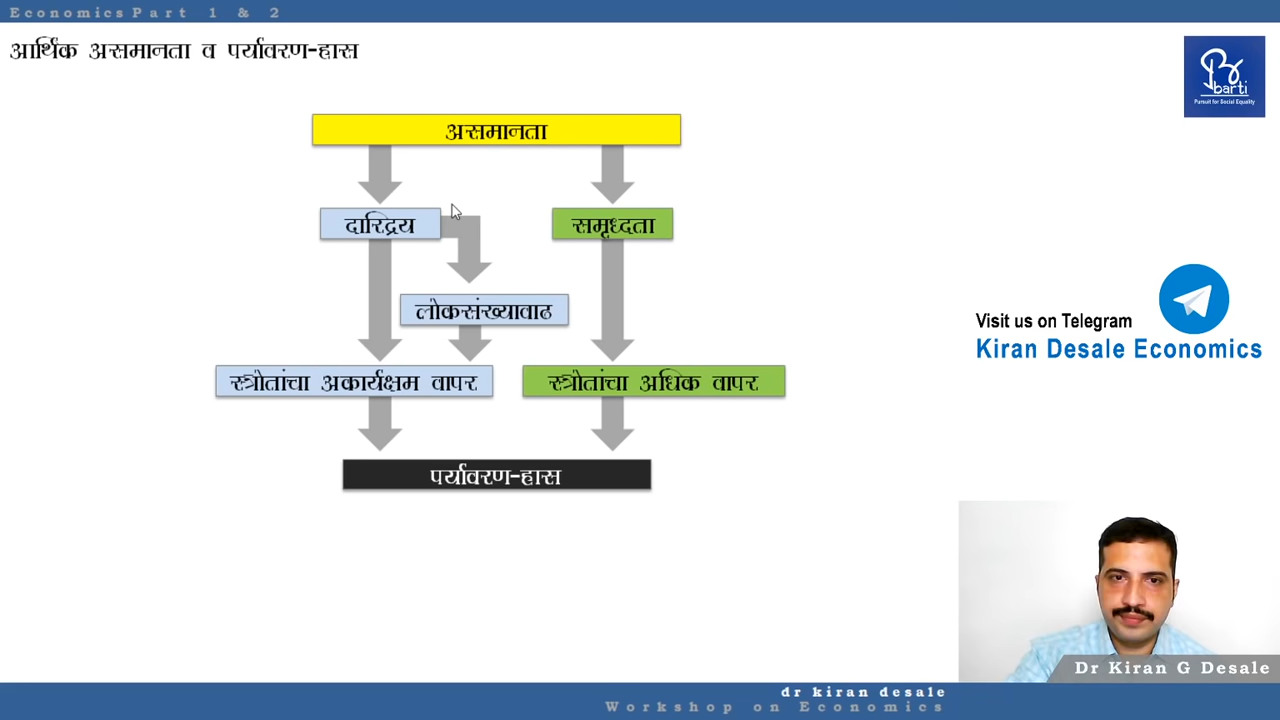 Economics Part 1 & 2
आर्थिक असमानता व पर्यावरण-हास
barti
Pursuit for Social Equality
असमानता
दारिद्रय
समृध्दता
लोकसंख्यावाढ
Visit us on Telegram
Kiran Desale Economics
स्त्रोतांचा अकार्यक्षम वापर
स्त्रोतांचा अधिक वापर
पर्यावरण-हास
Dr Kiran G Desale
dr kiran desale
Workshop on Economics